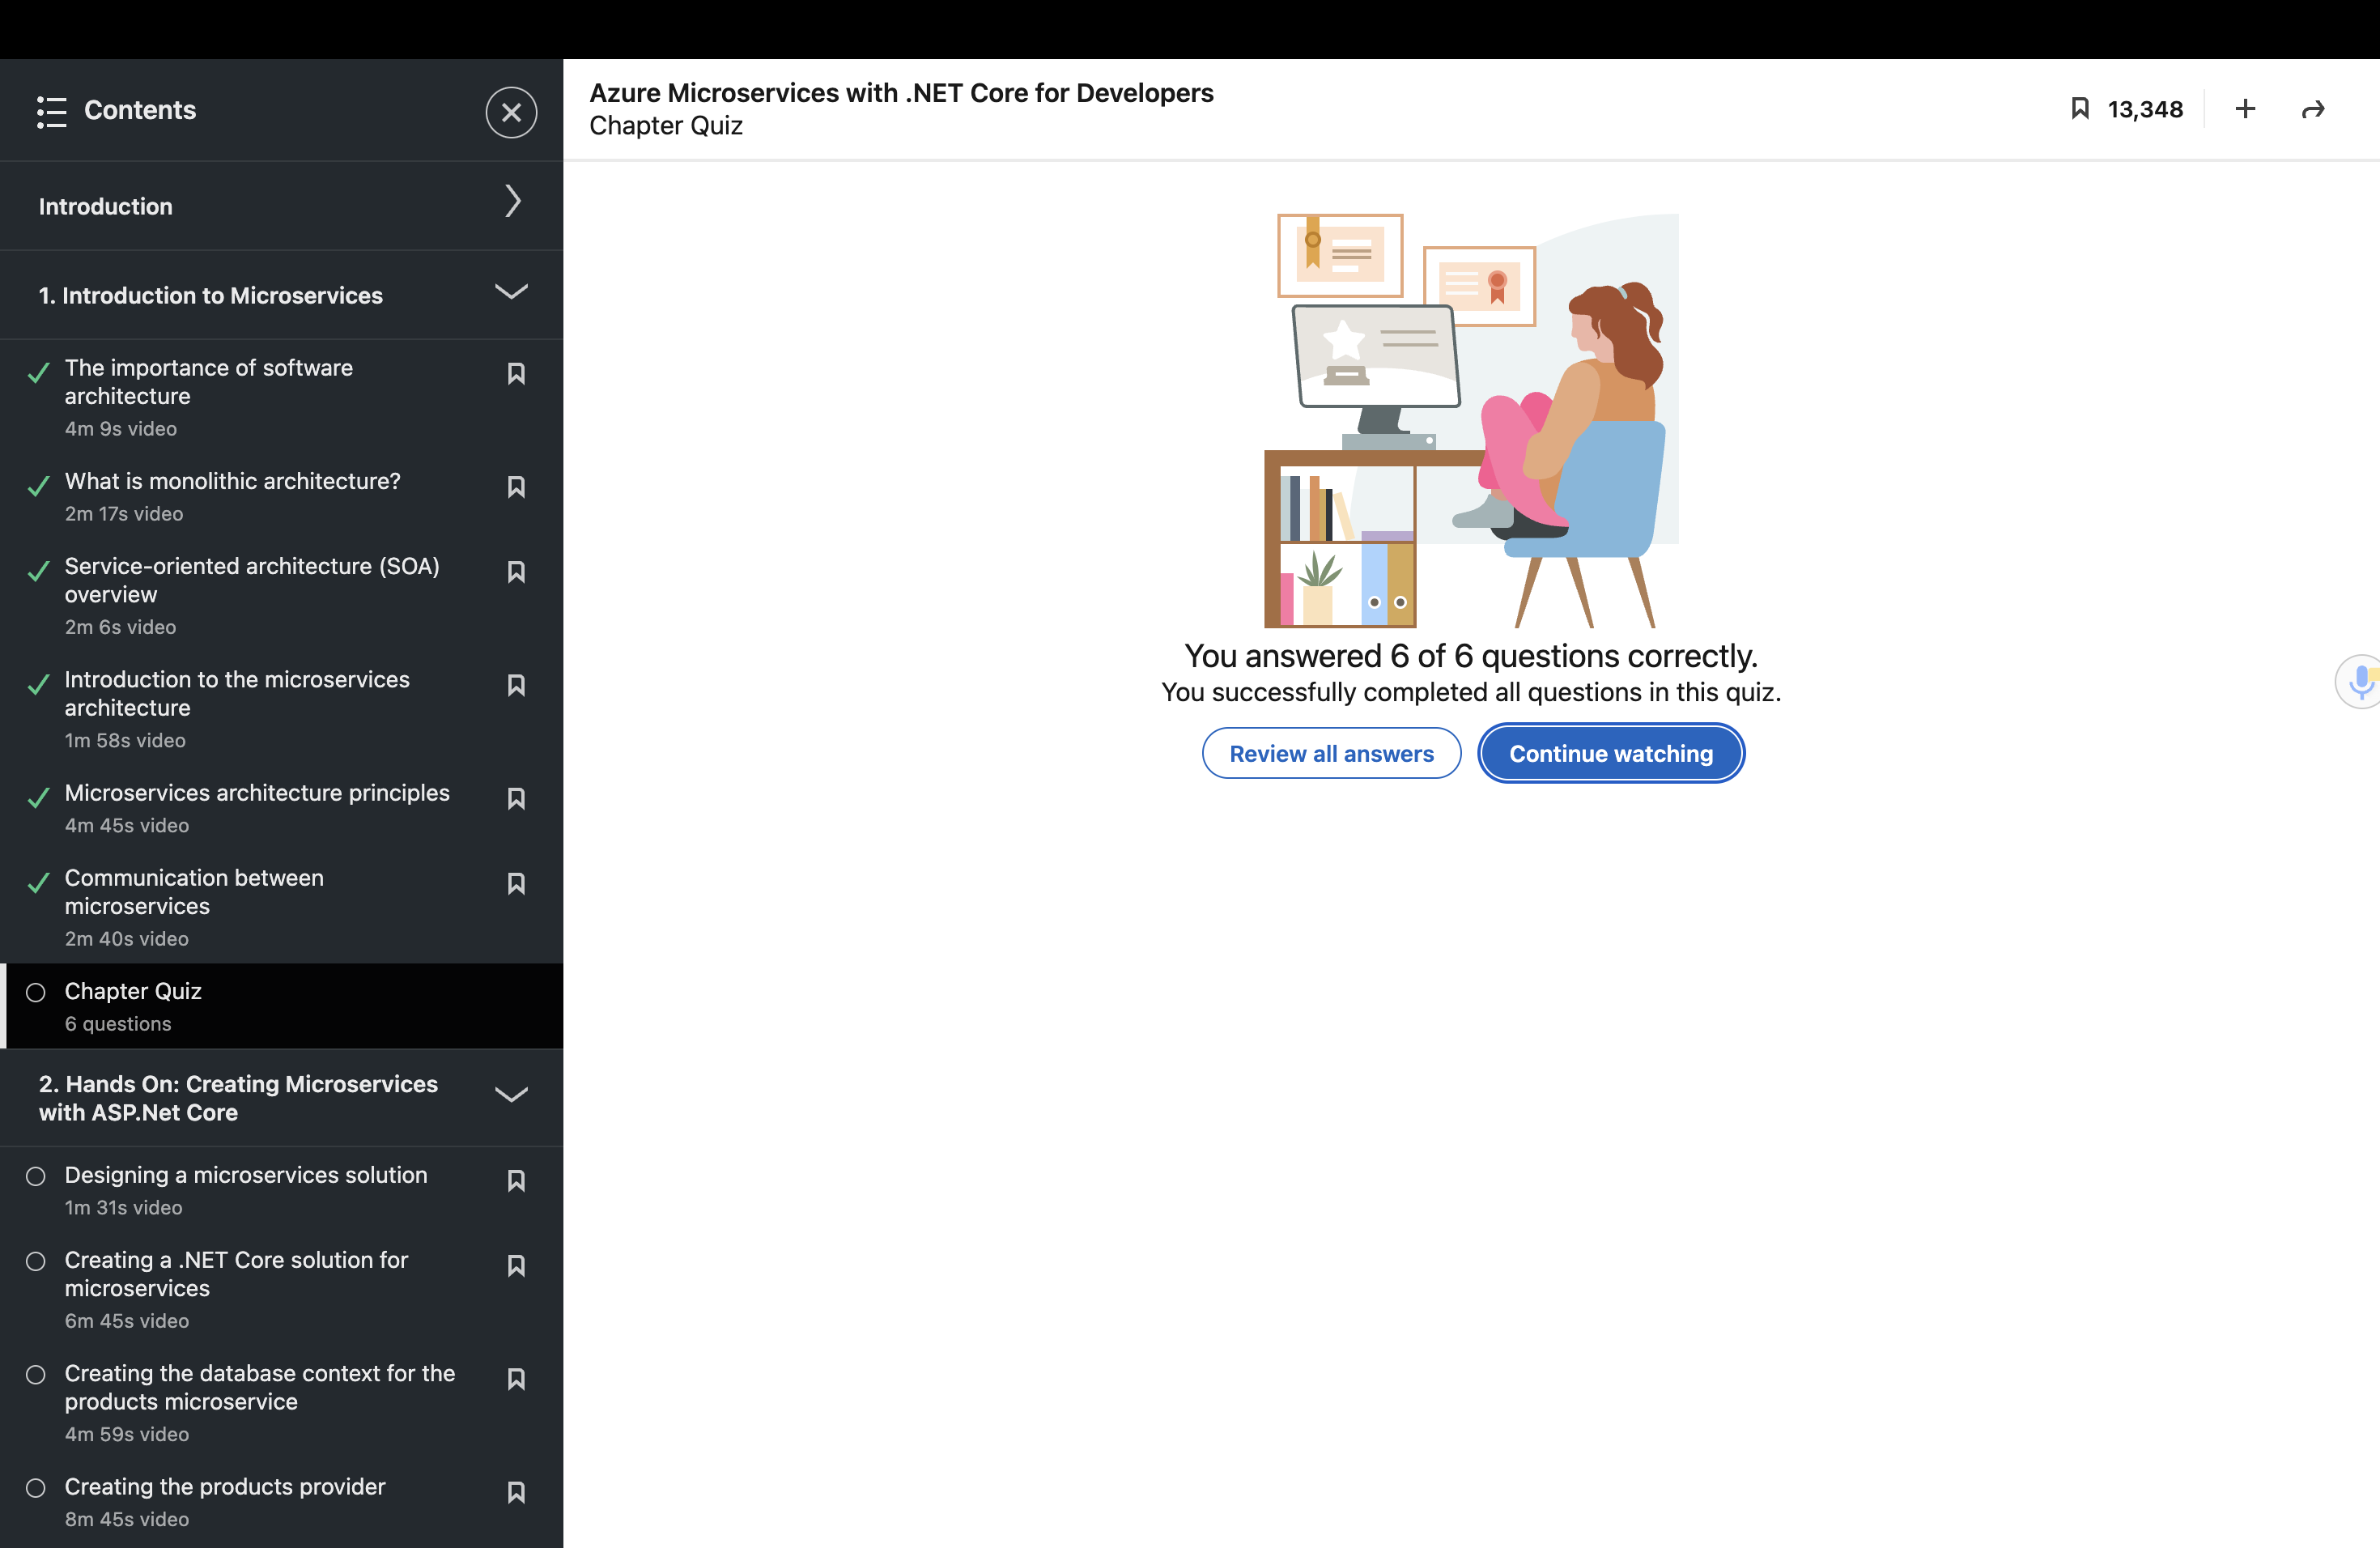 Contents
Introduction
1. Introduction to Microservices
The importance of software
architecture
4m 9s video
What is monolithic architecture?
2m 17s video
Service-oriented architecture (SOA)
overview
2m 6s video
Introduction to the microservices
architecture
1m 58s video
Microservices architecture principles
4m 45s video
Communication between
microservices
2m 40s video
Chapter Quiz
6 questions
2. Hands On: Creating Microservices
with ASP.Net Core
Designing a microservices solution
1m 31s video
Creating a .NET Core solution for
microservices
6m 45s video
Creating the database context for the
products microservice
4m 59s video
Creating the products provider
8m 45s video
Azure Microservices with .NET Core for Developers
Chapter Quiz
13,348
You answered 6 of 6 questions correctly.
You successfully completed all questions in this quiz.
Review all answers
Continue watching